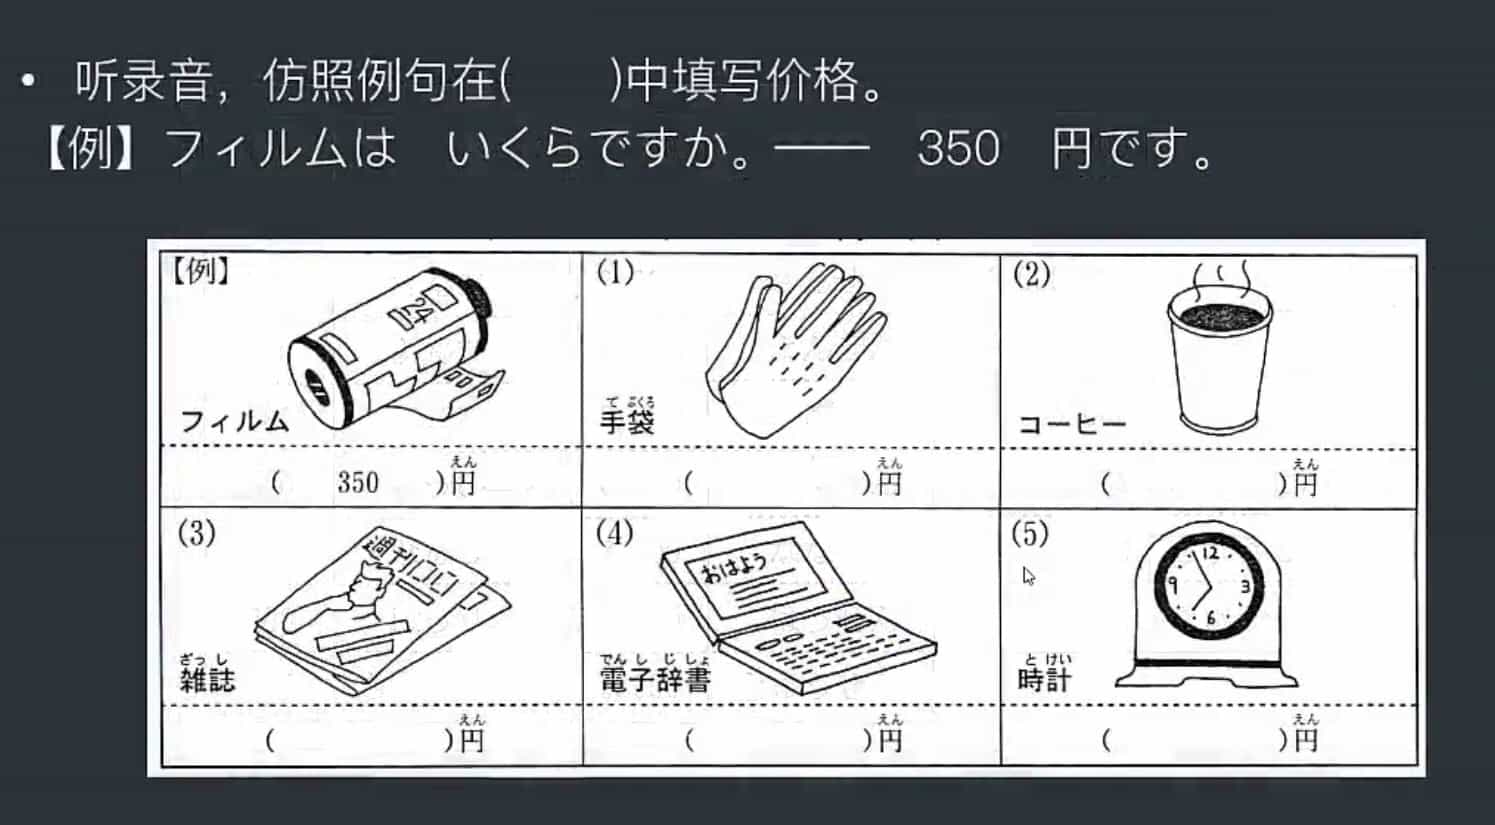 • 听录音，仿照例句在(　　)中填写价格。
【例】フィルムは　いくらですか。——　350　円です。
【例】
24
フィルム
(　350　)円
えん
(1)
て ぶくろ
手袋
(　　)円
えん
(2)
コーヒー
(　　)円
えん
(3)
週刊
ざっ し
雑誌
(　　)円
えん
(4)
おはよう
でん し じ しょ
電子辞書
(　　)円
えん
(5)
12
9 3
6
と けい
時計
(　　)円
えん